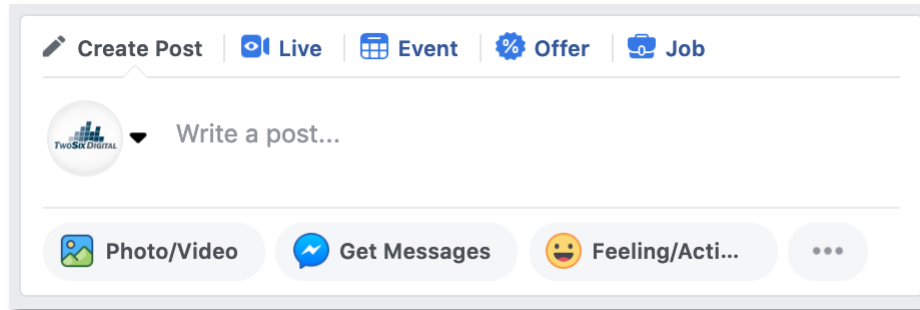 Create Post Live Event Offer Job
TwoSix Digital
Write a post...
Photo/Video Get Messages Feeling/Acti...